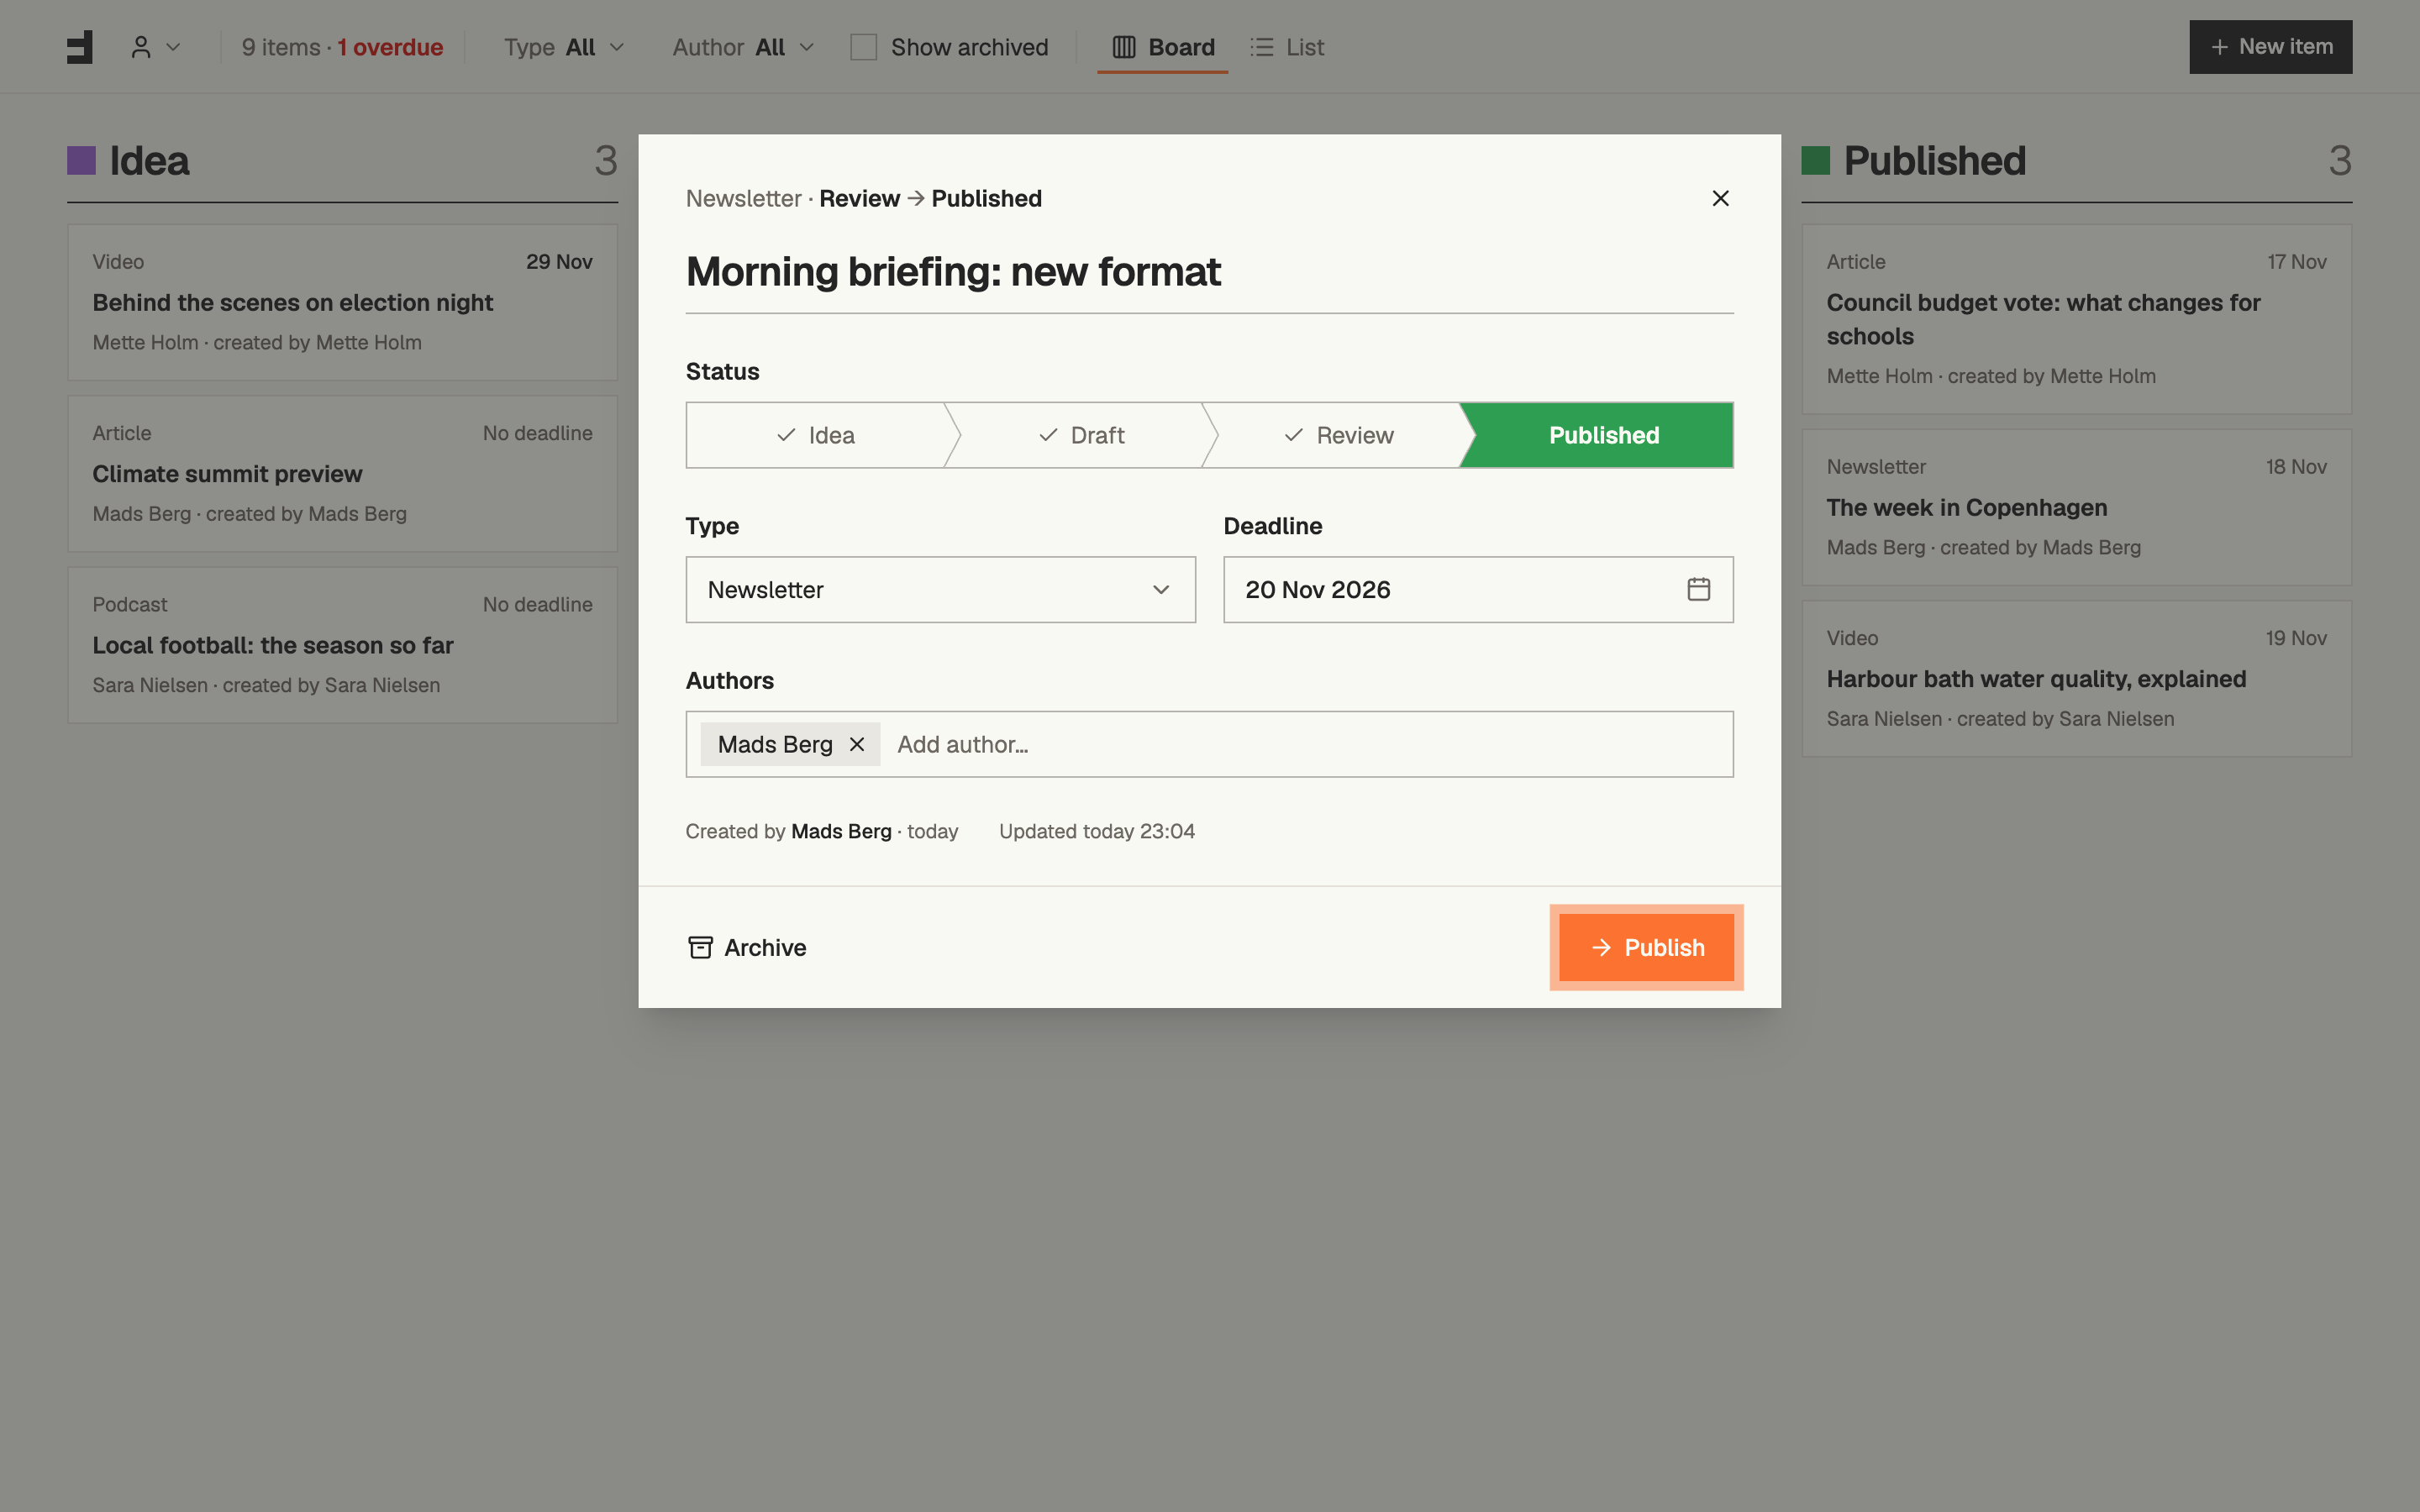 9 items · 1 overdue
Type All
Author All
Show archived
Board
List
+ New item
Idea 3
Video 29 Nov
Behind the scenes on election night
Mette Holm · created by Mette Holm
Article No deadline
Climate summit preview
Mads Berg · created by Mads Berg
Podcast No deadline
Local football: the season so far
Sara Nielsen · created by Sara Nielsen
Newsletter · Review → Published
Morning briefing: new format
Status
Idea
Draft
Review
Published
Type
Newsletter
Deadline
20 Nov 2026
Authors
Mads Berg
Add author...
Created by Mads Berg · today
Updated today 23:04
Archive
→ Publish
Published 3
Article 17 Nov
Council budget vote: what changes for
schools
Mette Holm · created by Mette Holm
Newsletter 18 Nov
The week in Copenhagen
Mads Berg · created by Mads Berg
Video 19 Nov
Harbour bath water quality, explained
Sara Nielsen · created by Sara Nielsen